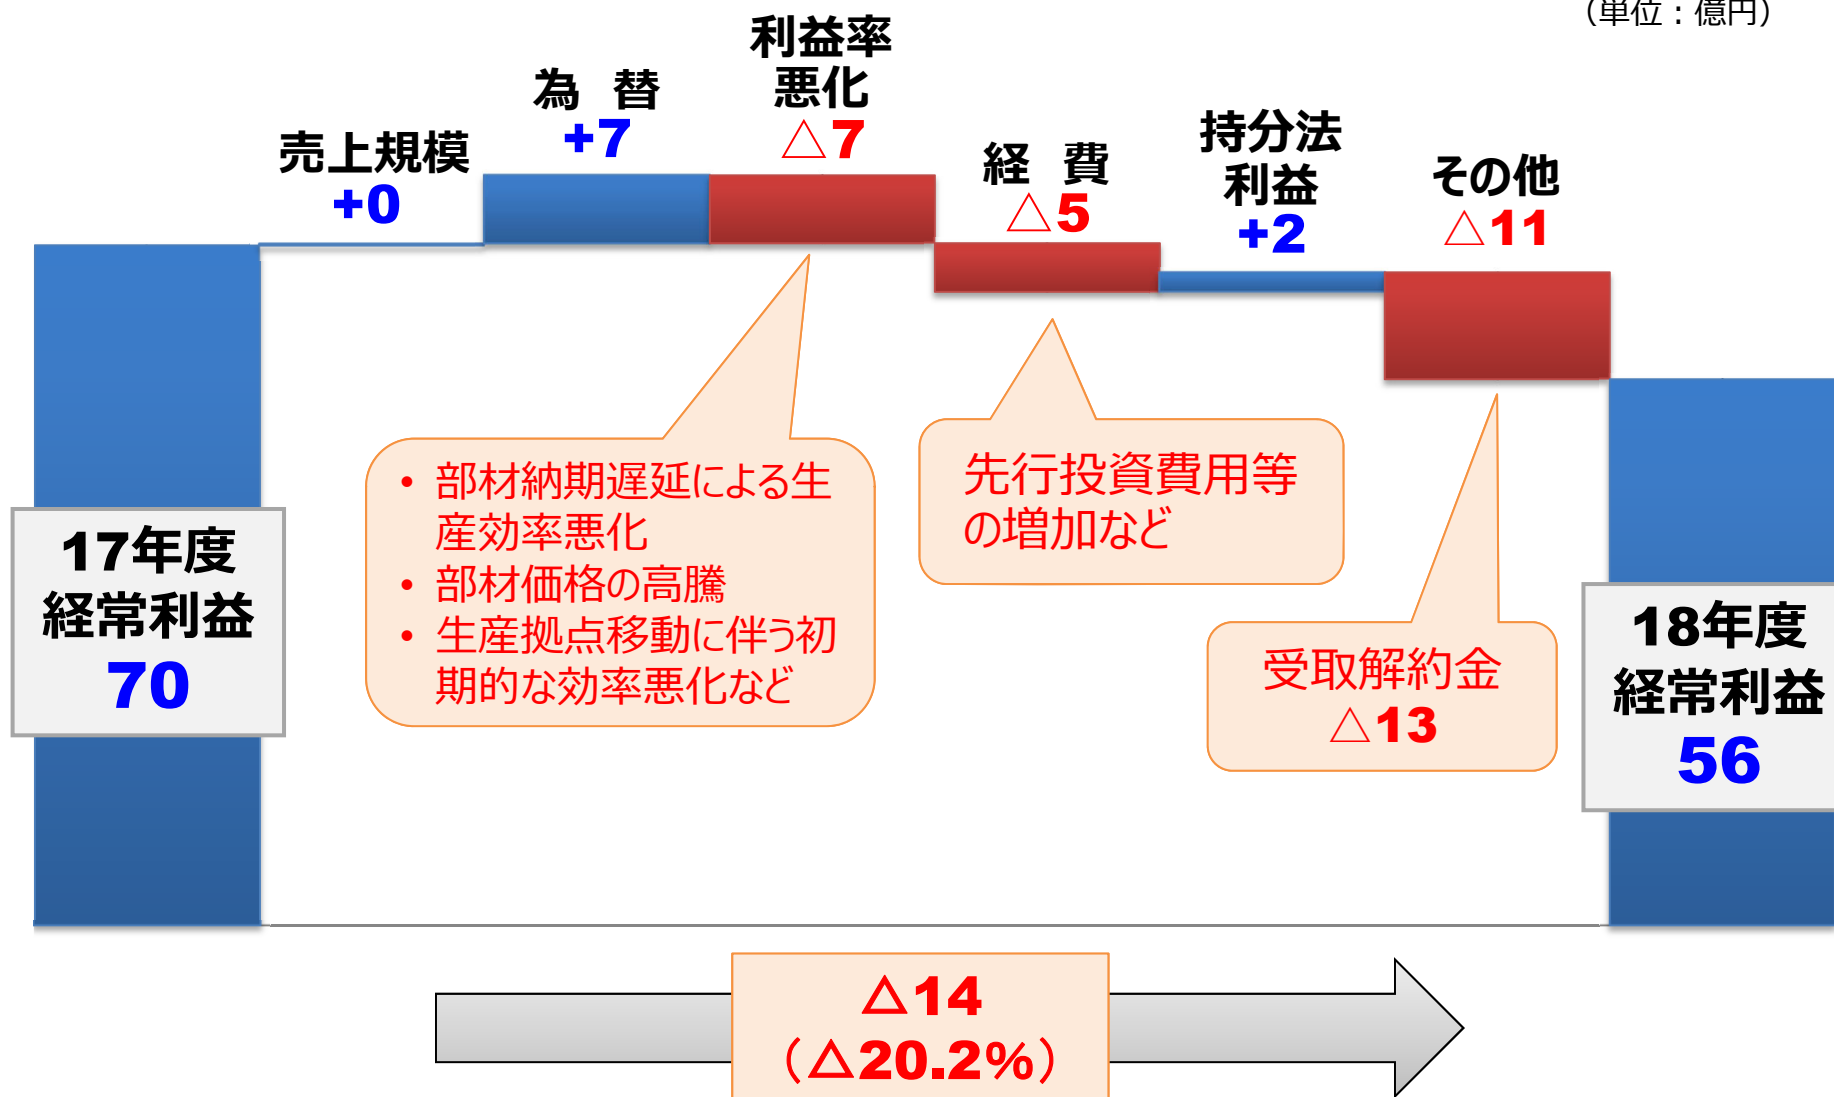 （単位：億円）
売上規模
+0
為　替
+7
利益率
悪化
△7
経　費
△5
持分法
利益
+2
その他
△11
17年度
経常利益
70
• 部材納期遅延による生
産効率悪化
• 部材価格の高騰
• 生産拠点移動に伴う初
期的な効率悪化など
先行投資費用等
の増加など
受取解約金
△13
18年度
経常利益
56
△14
（△20.2%）